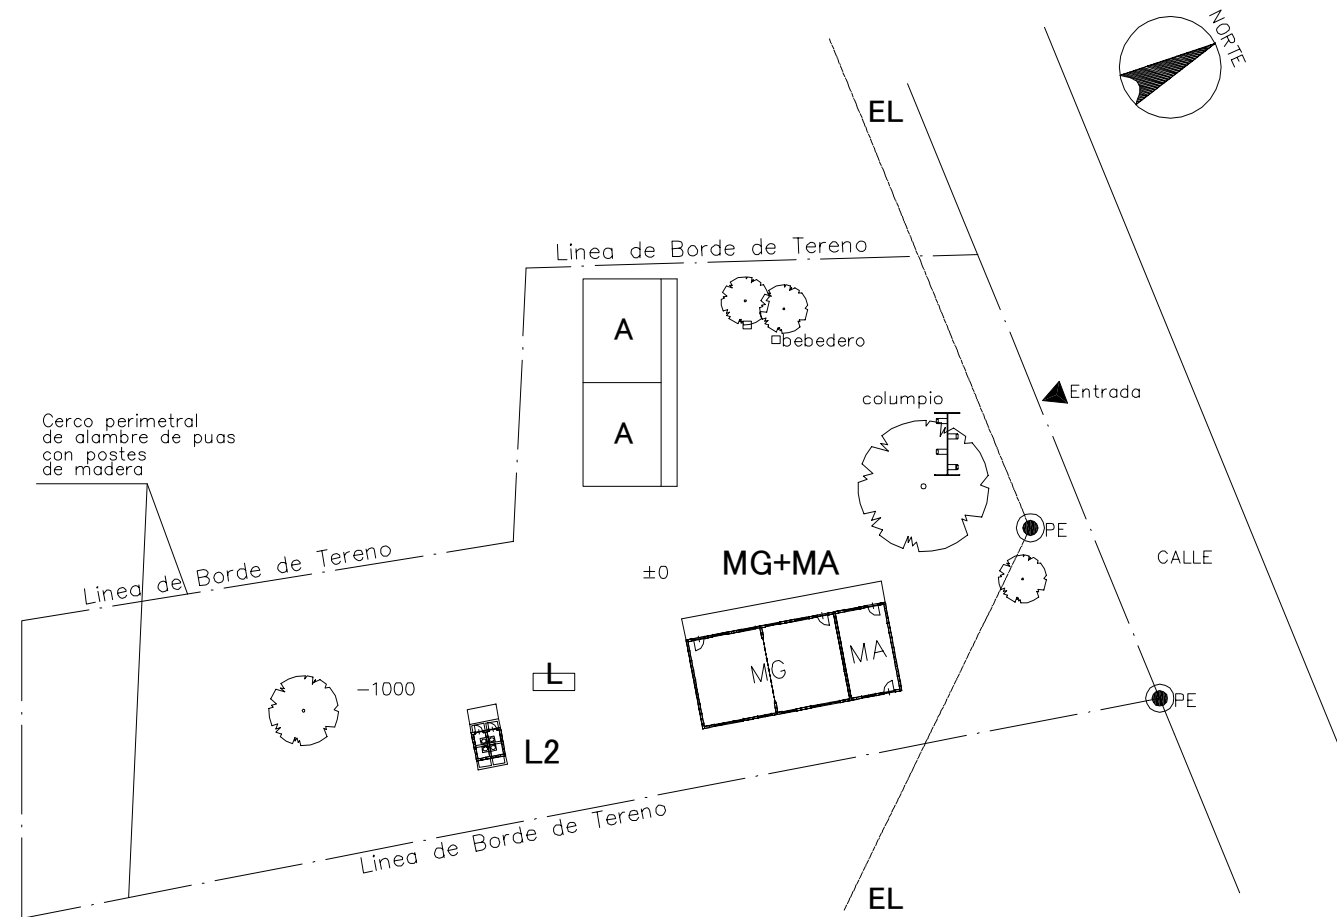 NORTE
EL
Linea de Borde de Tereno
A
bebedero
Entrada
columpio
A
Cerco perimetral
de alambre de puas
con postes
de madera
PE
CALLE
Linea de Borde de Tereno
±0
MG+MA
MG
MA
L
-1000
PE
L2
Linea de Borde de Tereno
EL